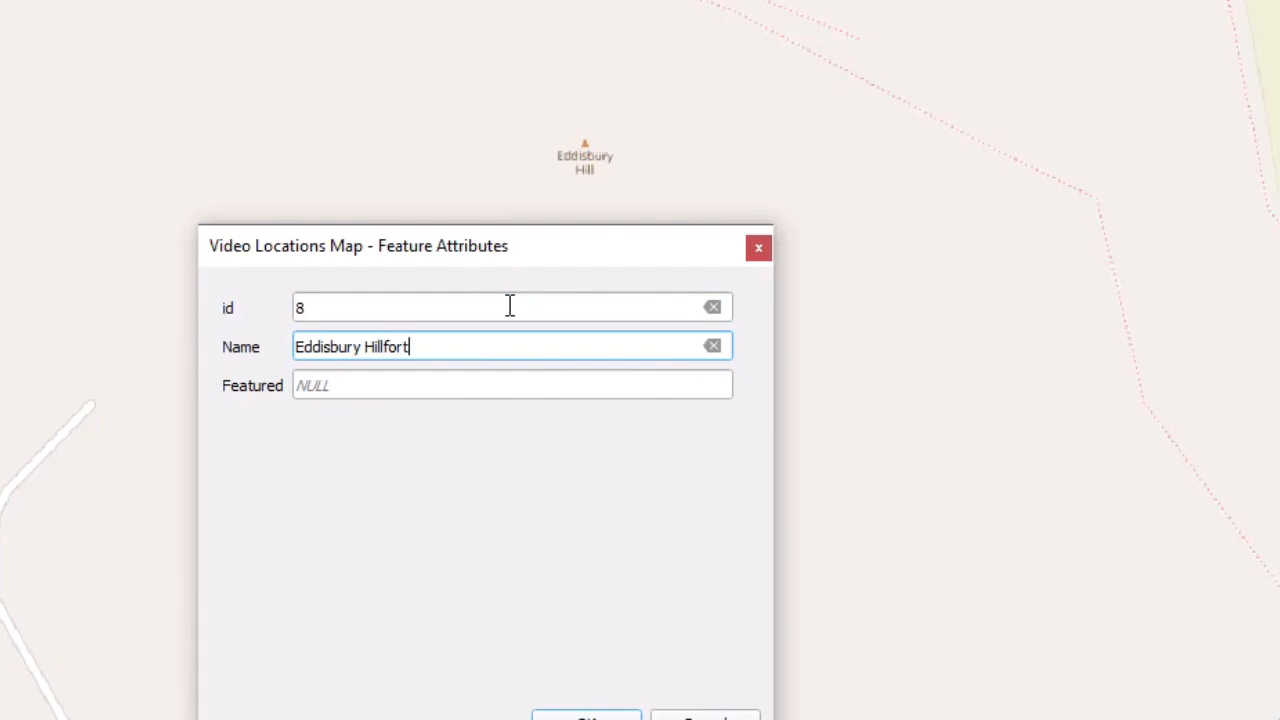 Eddisbury
Hill
Video Locations Map - Feature Attributes
x
id 8
Name Eddisbury Hillfort
Featured NULL